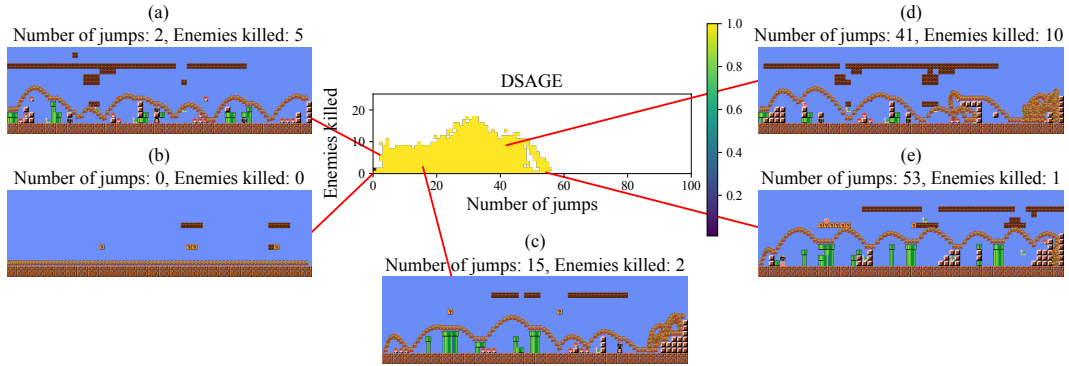 (a)
Number of jumps: 2, Enemies killed: 5
(b)
Number of jumps: 0, Enemies killed: 0
DSAGE
Enemies killed
20
10
0
0
20
40
60
80
100
Number of jumps
1.0
0.8
0.6
0.4
0.2
(c)
Number of jumps: 15, Enemies killed: 2
(d)
Number of jumps: 41, Enemies killed: 10
(e)
Number of jumps: 53, Enemies killed: 1